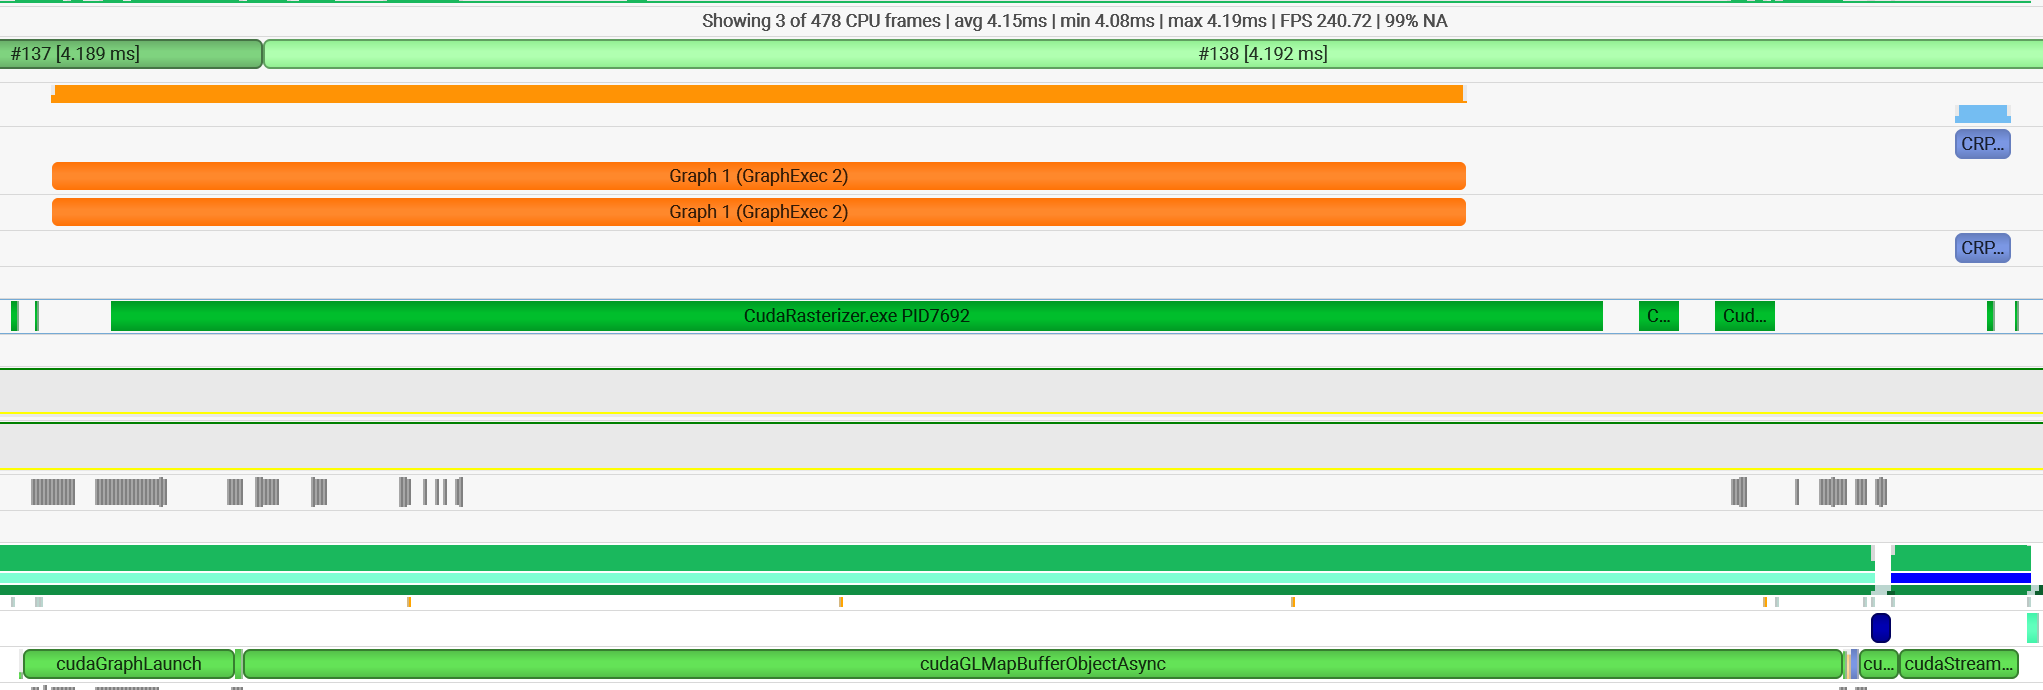 Showing 3 of 478 CPU frames | avg 4.15ms | min 4.08ms | max 4.19ms | FPS 240.72 | 99% NA
#137 [4.189 ms]
#138 [4.192 ms]
CRP...
Graph 1 (GraphExec 2)
Graph 1 (GraphExec 2)
CRP...
CudaRasterizer.exe PID7692
C...
Cud...
cudaGraphLaunch
cudaGLMapBufferObjectAsync
cu...
cudaStream...